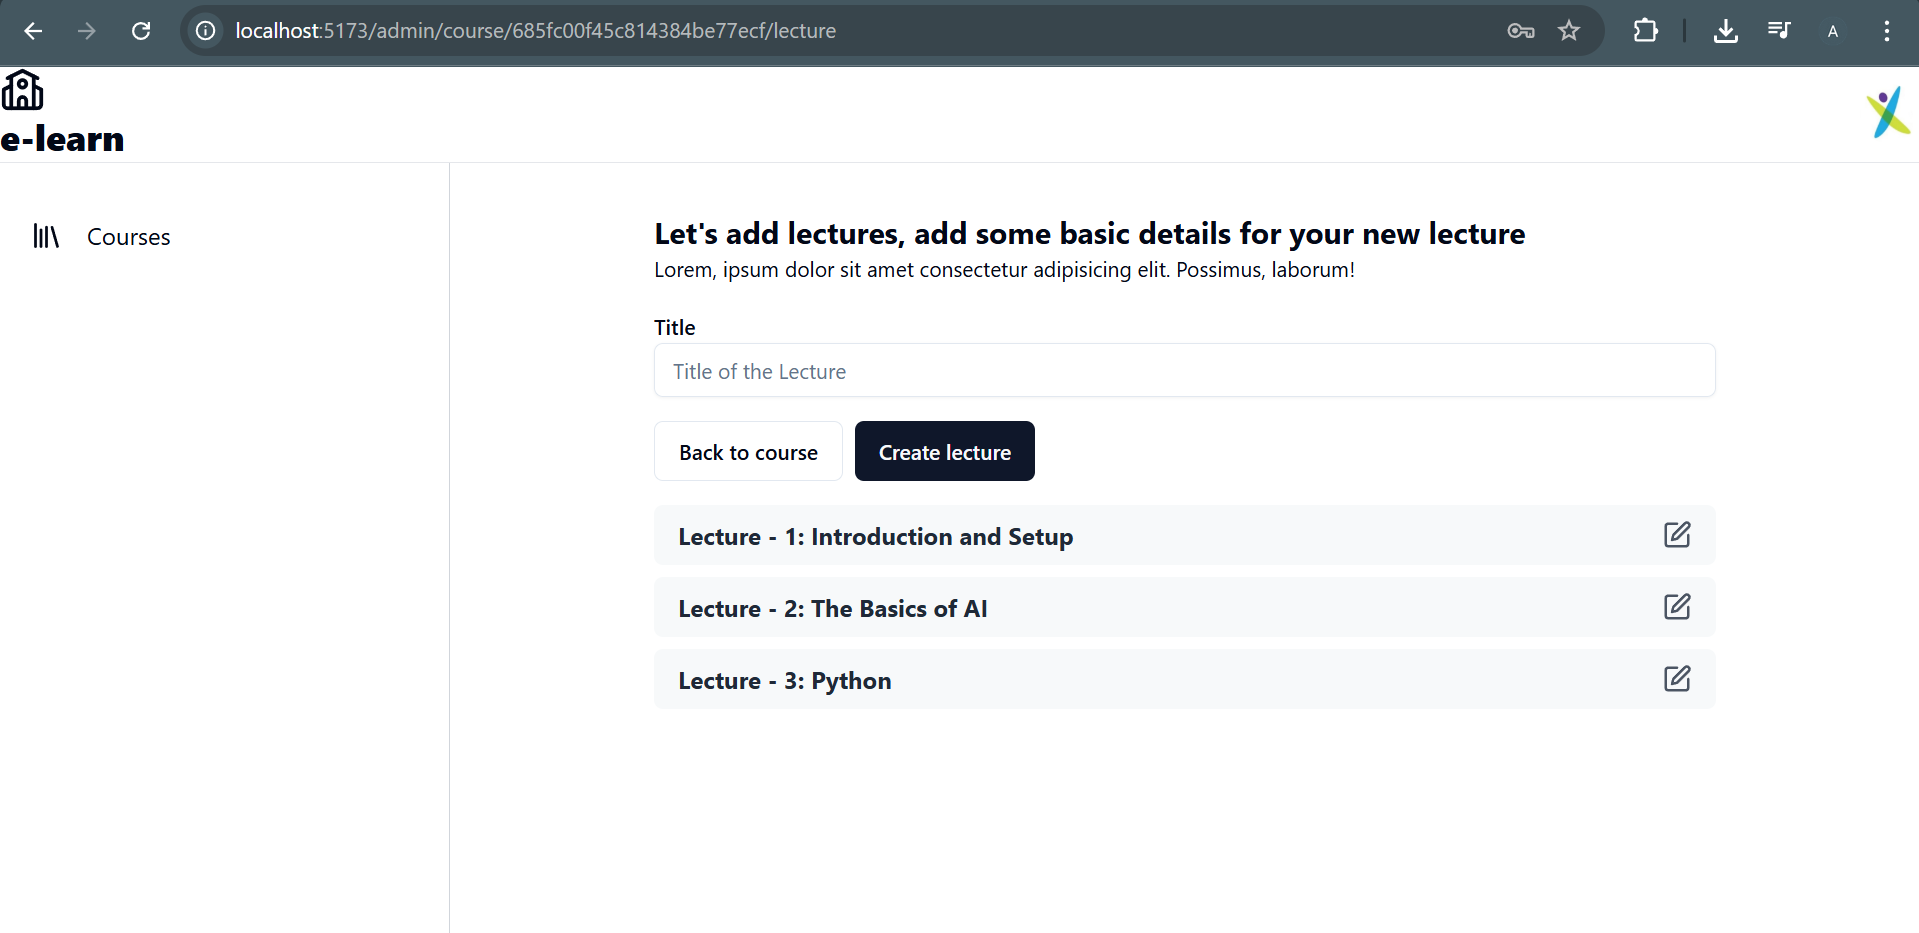 localhost:5173/admin/course/685fc00f45c814384be77ecf/lecture
A
e-learn
Courses
Let's add lectures, add some basic details for your new lecture
Lorem, ipsum dolor sit amet consectetur adipisicing elit. Possimus, laborum!
Title
Title of the Lecture
Back to course
Create lecture
Lecture - 1: Introduction and Setup
Lecture - 2: The Basics of AI
Lecture - 3: Python